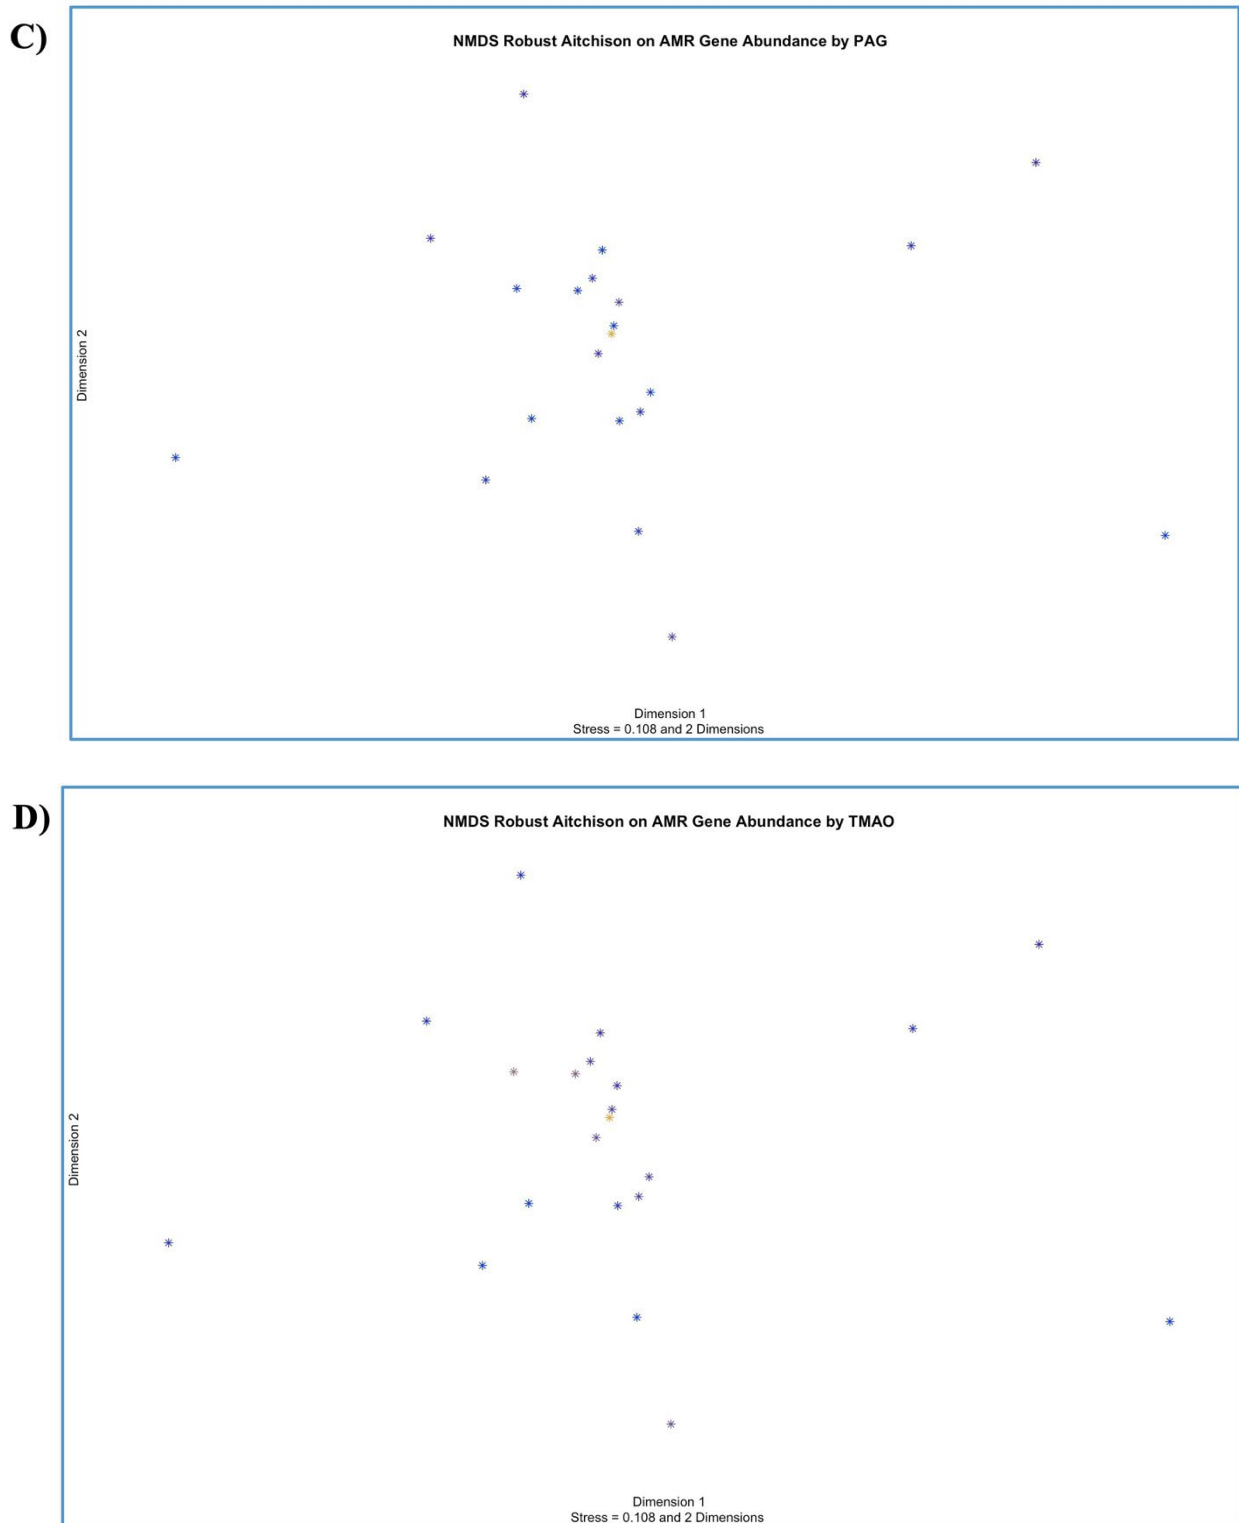 C)
NMDS Robust Aitchison on AMR Gene Abundance by PAG
Dimension 2
Dimension 1
Stress = 0.108 and 2 Dimensions
D)
NMDS Robust Aitchison on AMR Gene Abundance by TMAO
Dimension 2
Dimension 1
Stress = 0.108 and 2 Dimensions